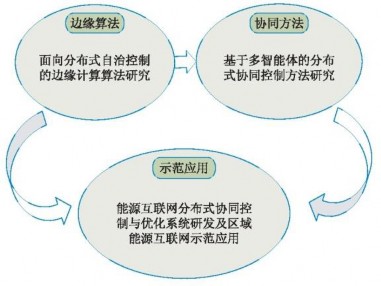 边缘算法
面向分布式自治控制
的边缘计算算法研究
协同方法
基于多智能体的分布
式协同控制方法研究
示范应用
能源互联网分布式协同控
制与优化系统研发及区域
能源互联网示范应用